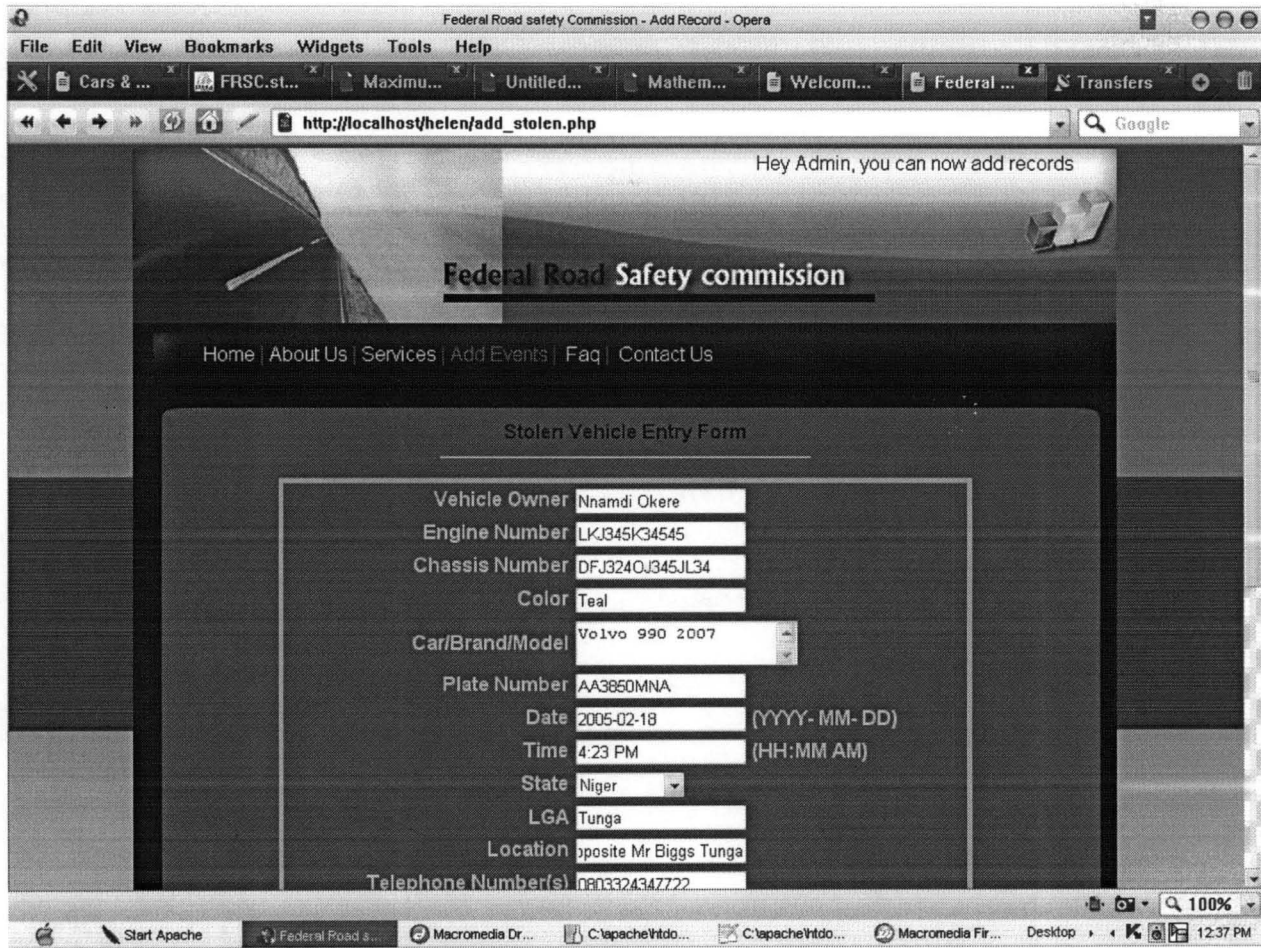 Federal Road safety Commission - Add Record - Opera
File Edit View Bookmarks Widgets Tools Help
Cars & ... FRSC.st... Maximu... Untitled... Mathem... Welcom... Federal ... Transfers
http://localhost/helen/add_stolen.php Google
Hey Admin, you can now add records
Federal Road Safety commission
Home | About Us | Services | Add Events | Faq | Contact Us
Stolen Vehicle Entry Form
Vehicle Owner Nnamdi Okere
Engine Number LKJ345K34545
Chassis Number DFJ324OJ345JL34
Color Teal
Car/Brand/Model Volvo 990 2007
Plate Number AA3850MNA
Date 2005-02-18 (YYYY- MM- DD)
Time 4:23 PM (HH:MM AM)
State Niger
LGA Tunga
Location pposite Mr Biggs Tunga
Telephone Number(s) 0803324347722
100%
Start Apache Federal Road s... Macromedia Dr... C:\apache\htdo... C:\apache\htdo... Macromedia Fir... Desktop 12:37 PM